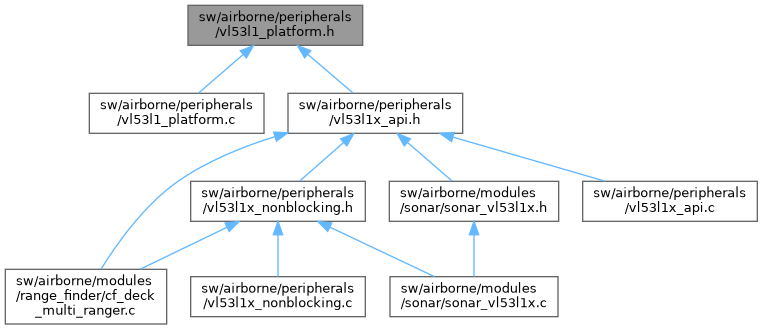 sw/airborne/peripherals
/vl53l1_platform.h
sw/airborne/peripherals
/vl53l1_platform.c
sw/airborne/peripherals
/vl53l1x_api.h
sw/airborne/peripherals
/vl53l1x_nonblocking.h
sw/airborne/modules
/sonar/sonar_vl53l1x.h
sw/airborne/peripherals
/vl53l1x_api.c
sw/airborne/modules
/range_finder/cf_deck
_multi_ranger.c
sw/airborne/peripherals
/vl53l1x_nonblocking.c
sw/airborne/modules
/sonar/sonar_vl53l1x.c